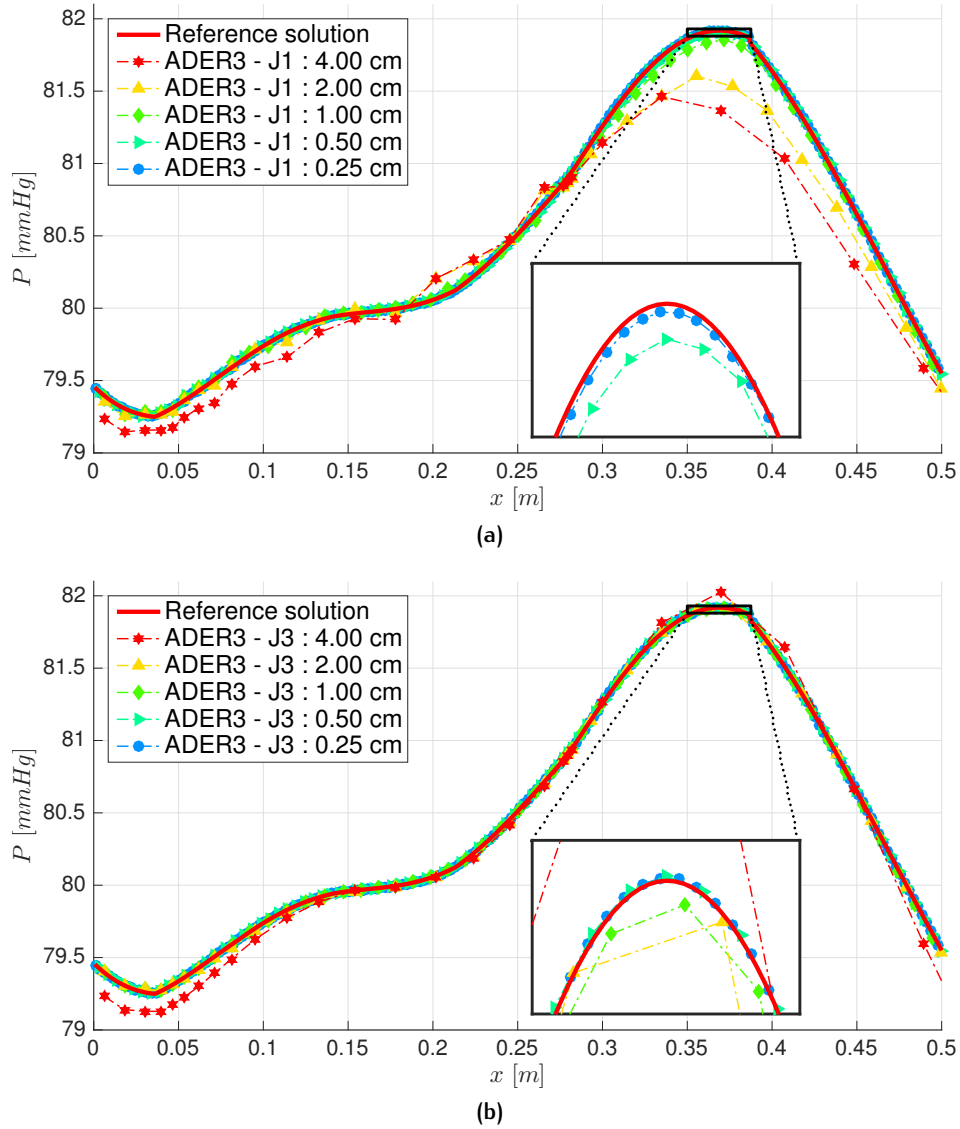 82
81.5
81
80.5
80
79.5
79
P [mmHg]
Reference solution
ADER3 - J1 : 4.00 cm
ADER3 - J1 : 2.00 cm
ADER3 - J1 : 1.00 cm
ADER3 - J1 : 0.50 cm
ADER3 - J1 : 0.25 cm
0 0.05 0.1 0.15 0.2 0.25 0.3 0.35 0.4 0.45 0.5
x [m]
(a)
82
81.5
81
80.5
80
79.5
79
P [mmHg]
Reference solution
ADER3 - J3 : 4.00 cm
ADER3 - J3 : 2.00 cm
ADER3 - J3 : 1.00 cm
ADER3 - J3 : 0.50 cm
ADER3 - J3 : 0.25 cm
0 0.05 0.1 0.15 0.2 0.25 0.3 0.35 0.4 0.45 0.5
x [m]
(b)